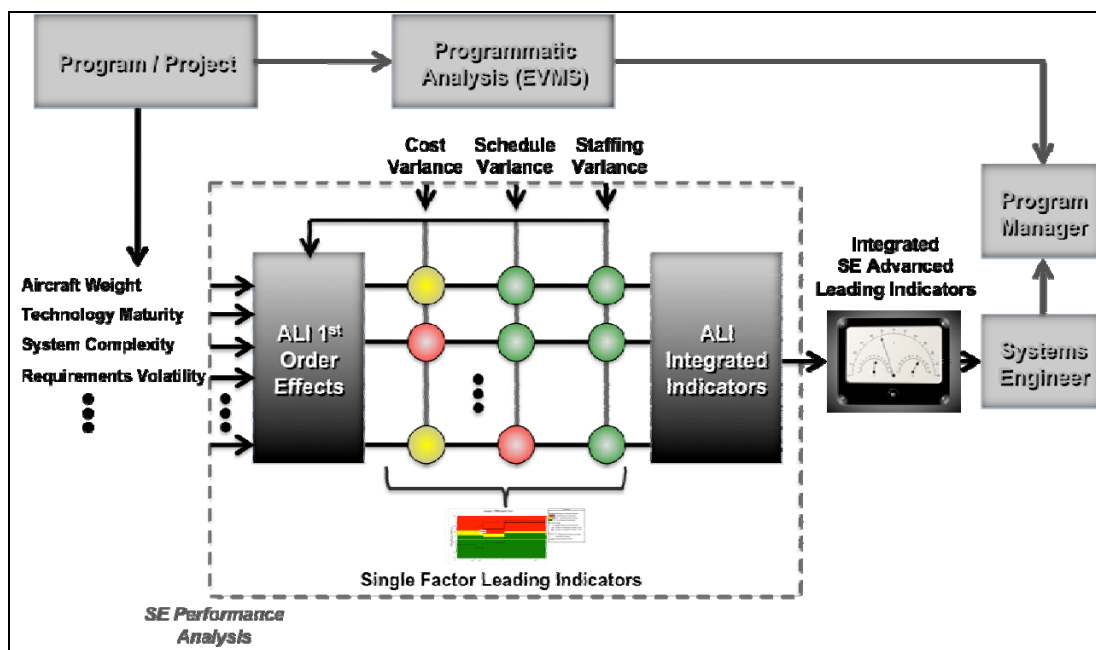 Program / Project
Programmatic
Analysis (EVMS)
Cost
Variance
Schedule
Variance
Staffing
Variance
Program
Manager
Integrated
SE Advanced
Leading Indicators
Aircraft Weight
Technology Maturity
System Complexity
Requirements Volatility
ALI 1st
Order
Effects
ALI
Integrated
Indicators
Systems
Engineer
Single Factor Leading Indicators
SE Performance
Analysis